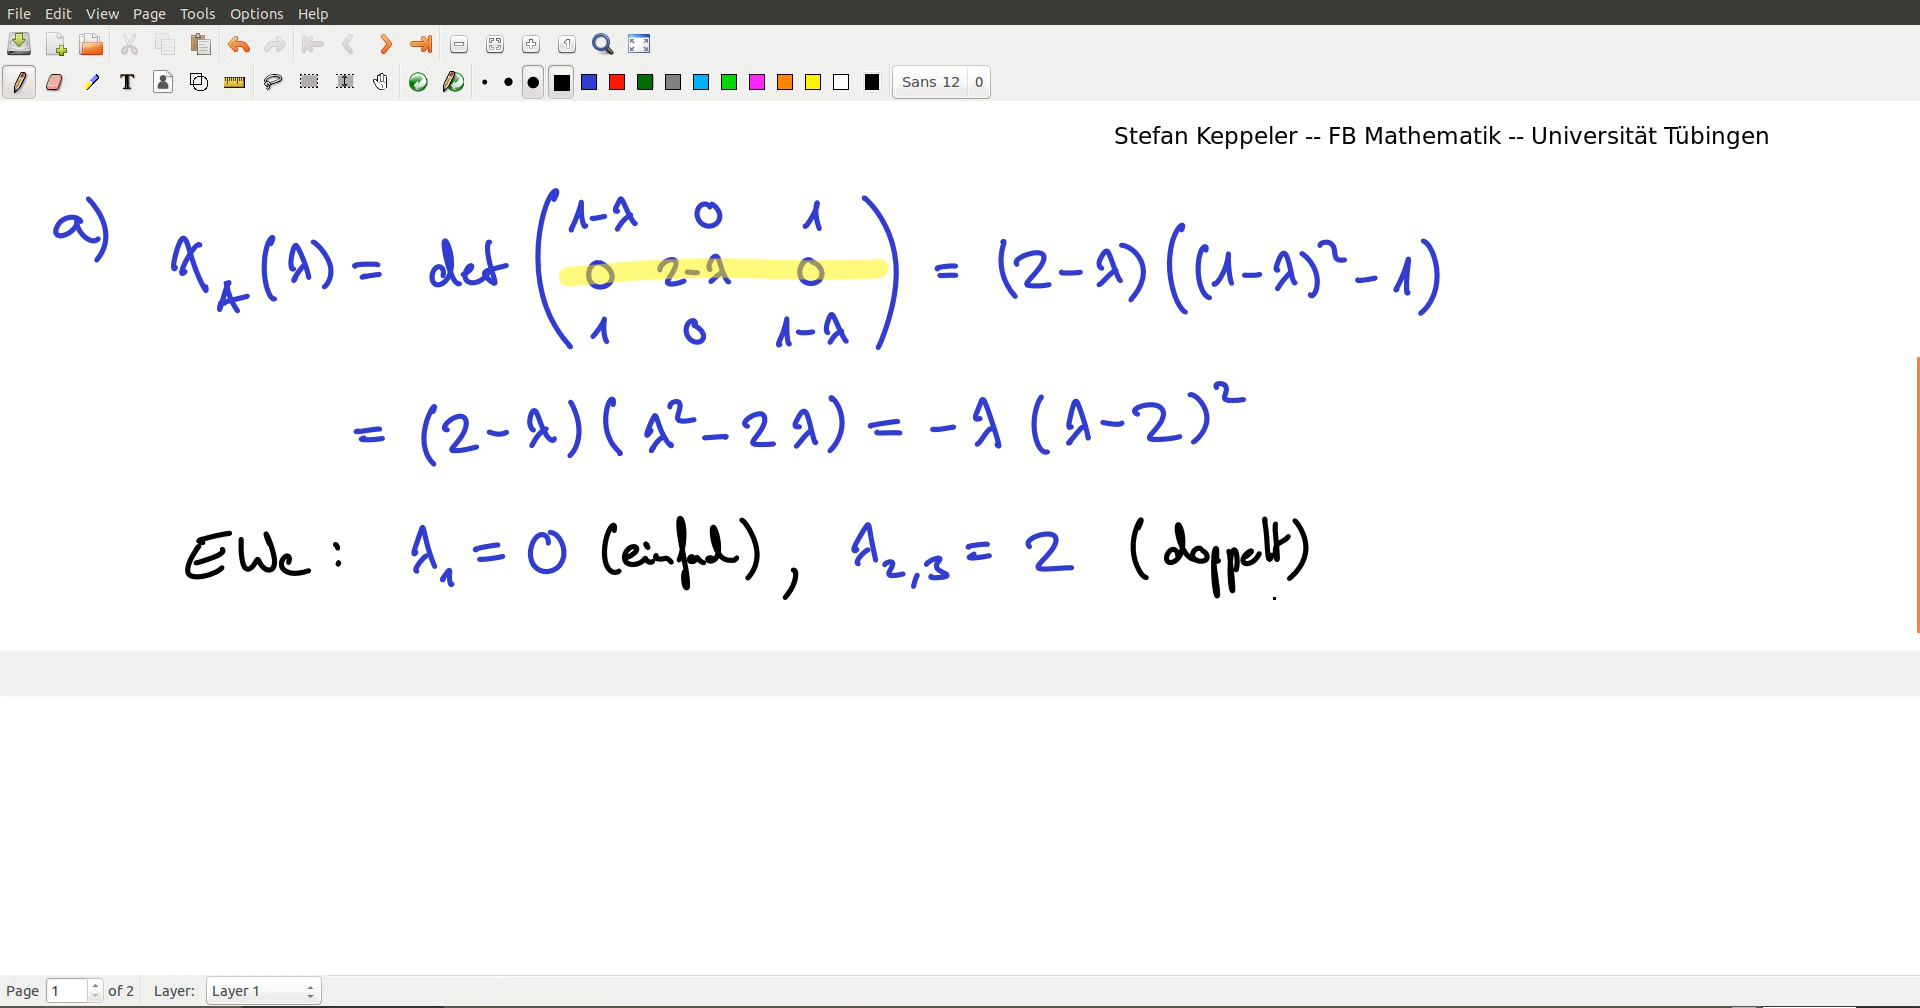 File Edit View Page Tools Options Help
Sans 12 0
Stefan Keppeler -- FB Mathematik -- Universität Tübingen
a) χ_A(λ) = det ( 1-λ 0 1
0 2-λ 0
1 0 1-λ ) = (2-λ)((1-λ)² - 1)
= (2-λ)(λ² - 2λ) = -λ(λ-2)²
EWe : λ₁ = 0 (einfach) , λ₂,₃ = 2 (doppelt)
Page 1 of 2 Layer: Layer 1